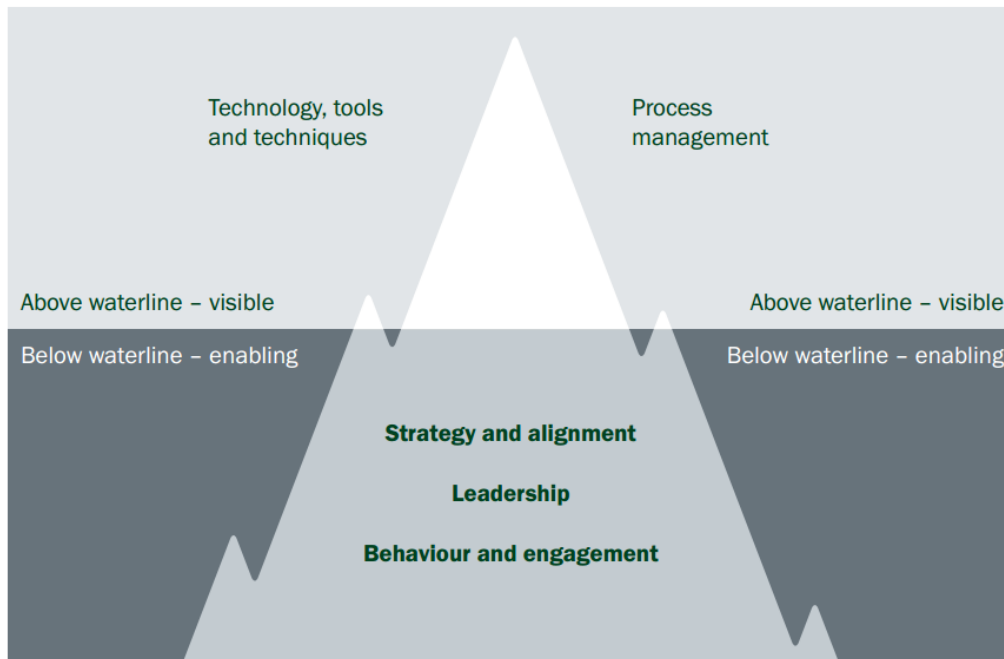 Technology, tools
and techniques
Process
management
Above waterline – visible
Above waterline – visible
Below waterline – enabling
Below waterline – enabling
Strategy and alignment
Leadership
Behaviour and engagement